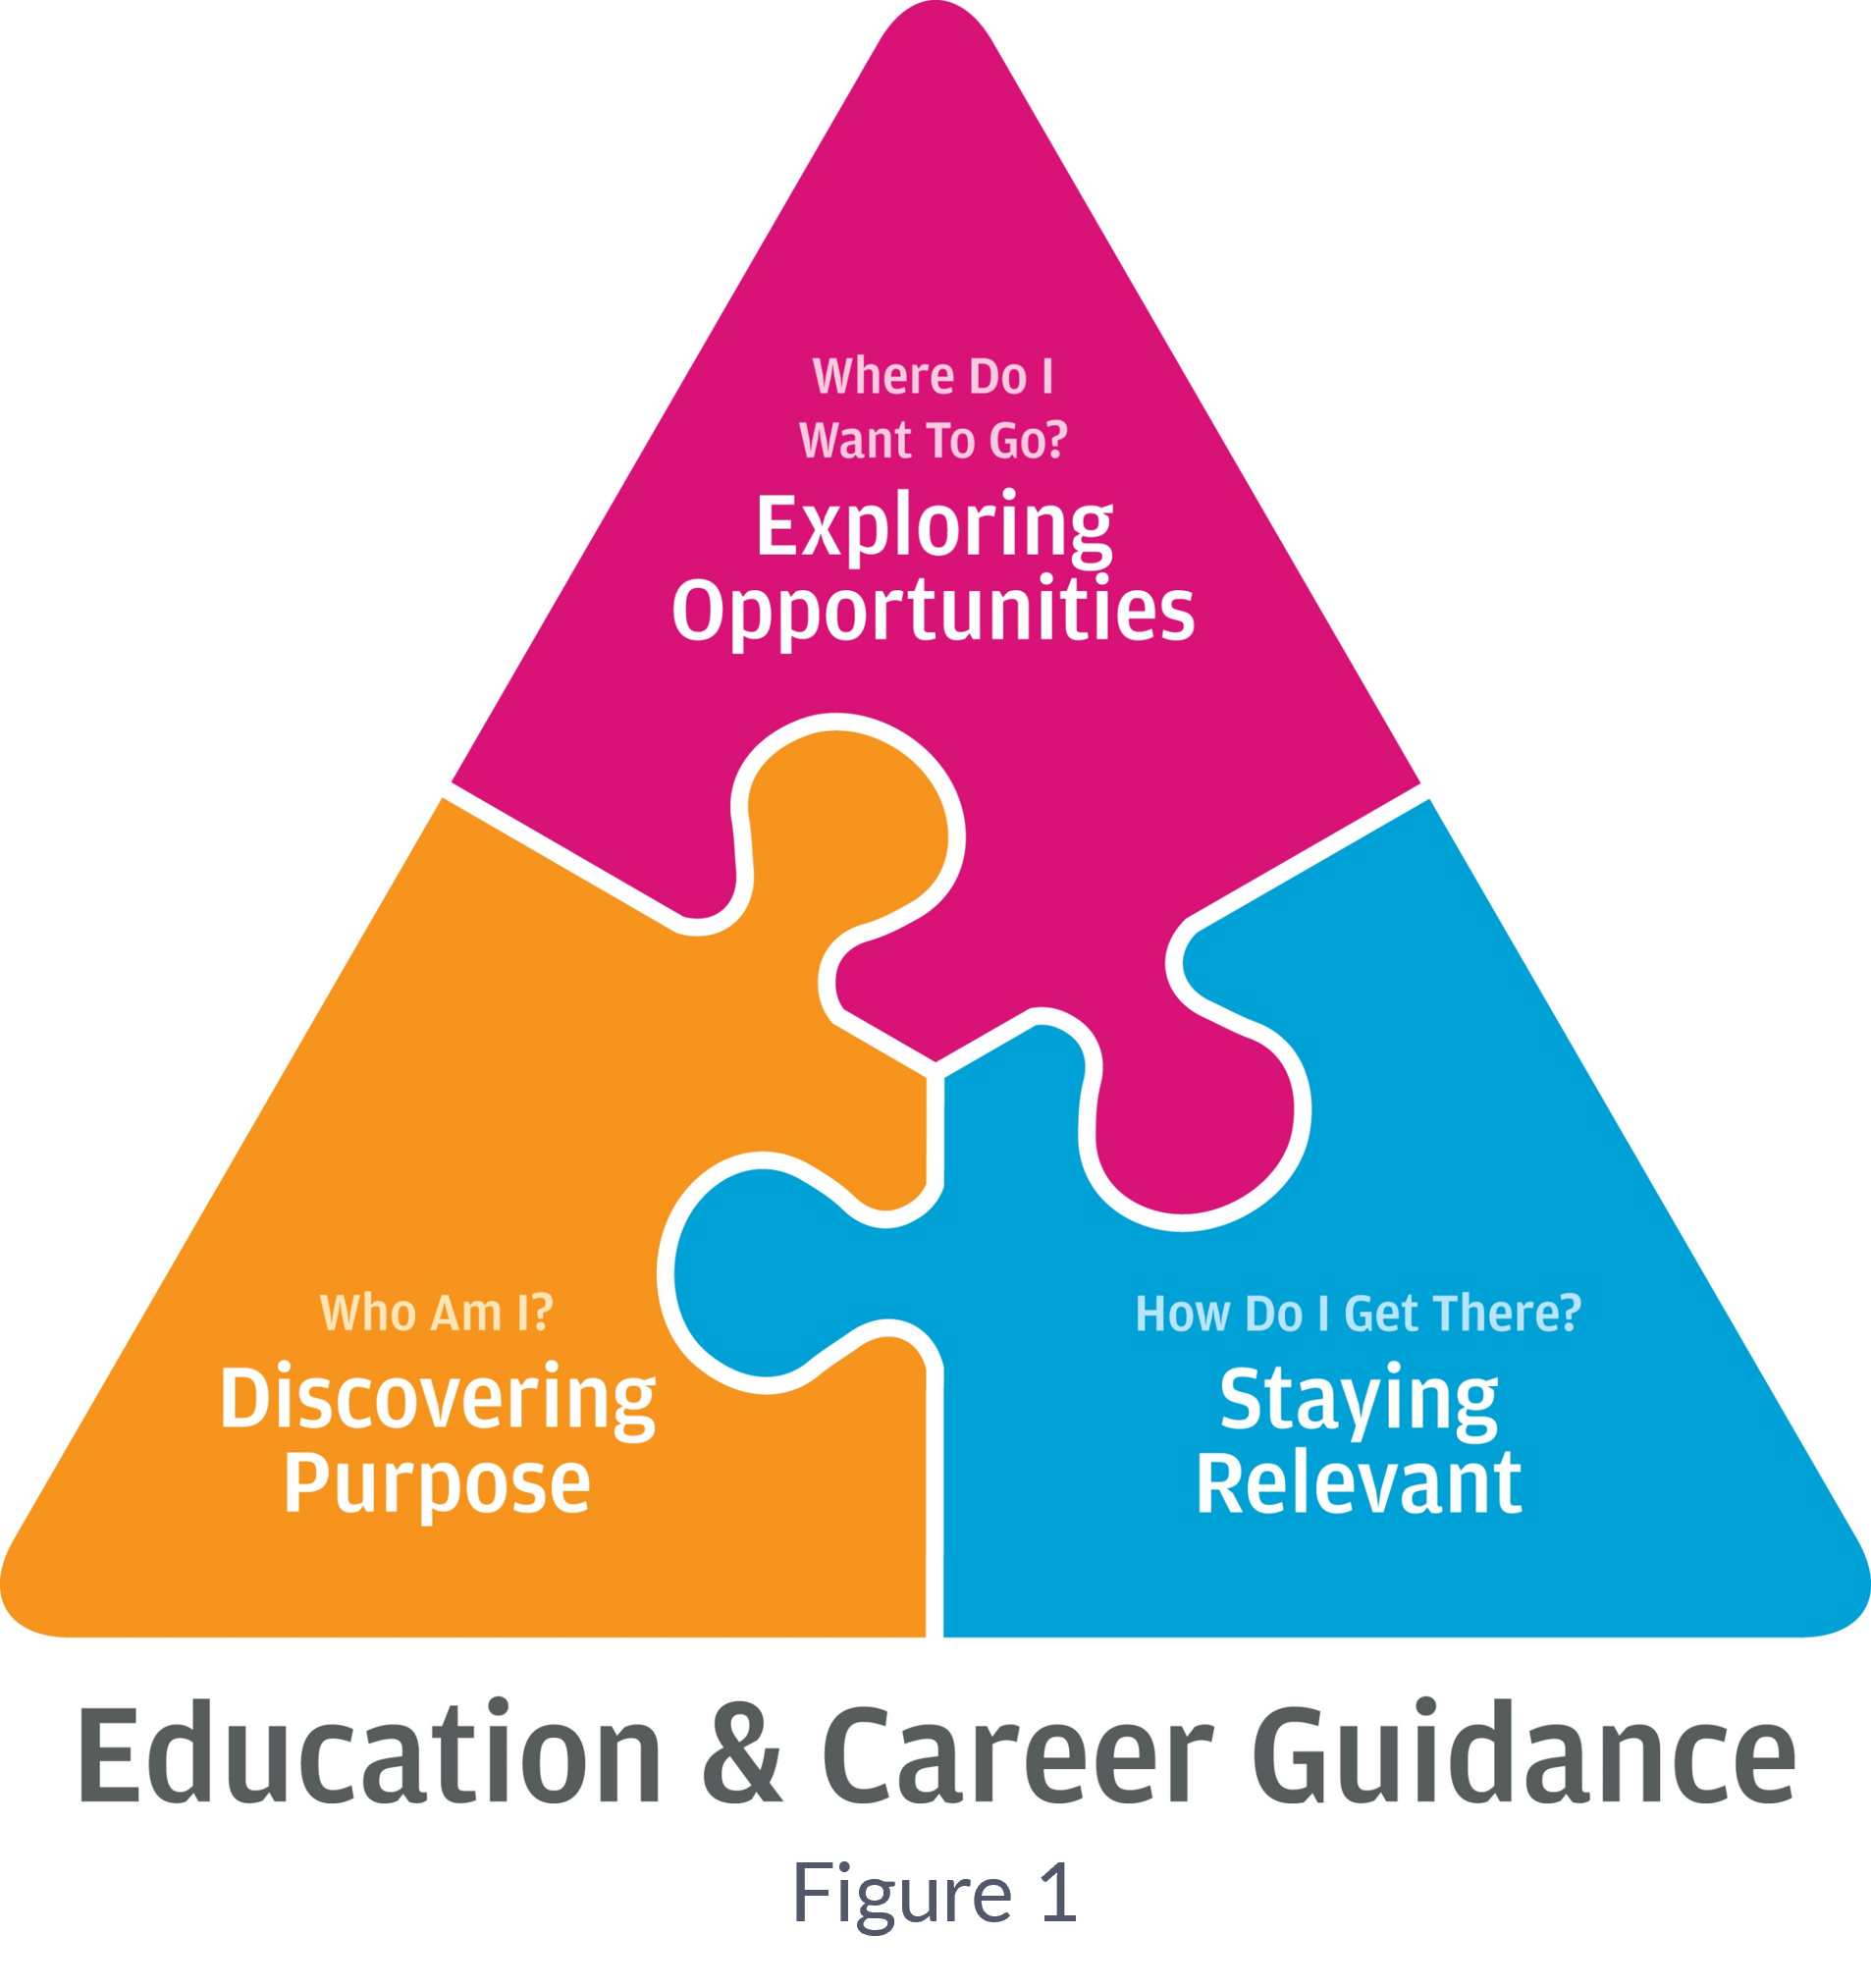 Where Do I
Want To Go?
Exploring
Opportunities
Who Am I?
Discovering
Purpose
How Do I Get There?
Staying
Relevant
Education & Career Guidance
Figure 1